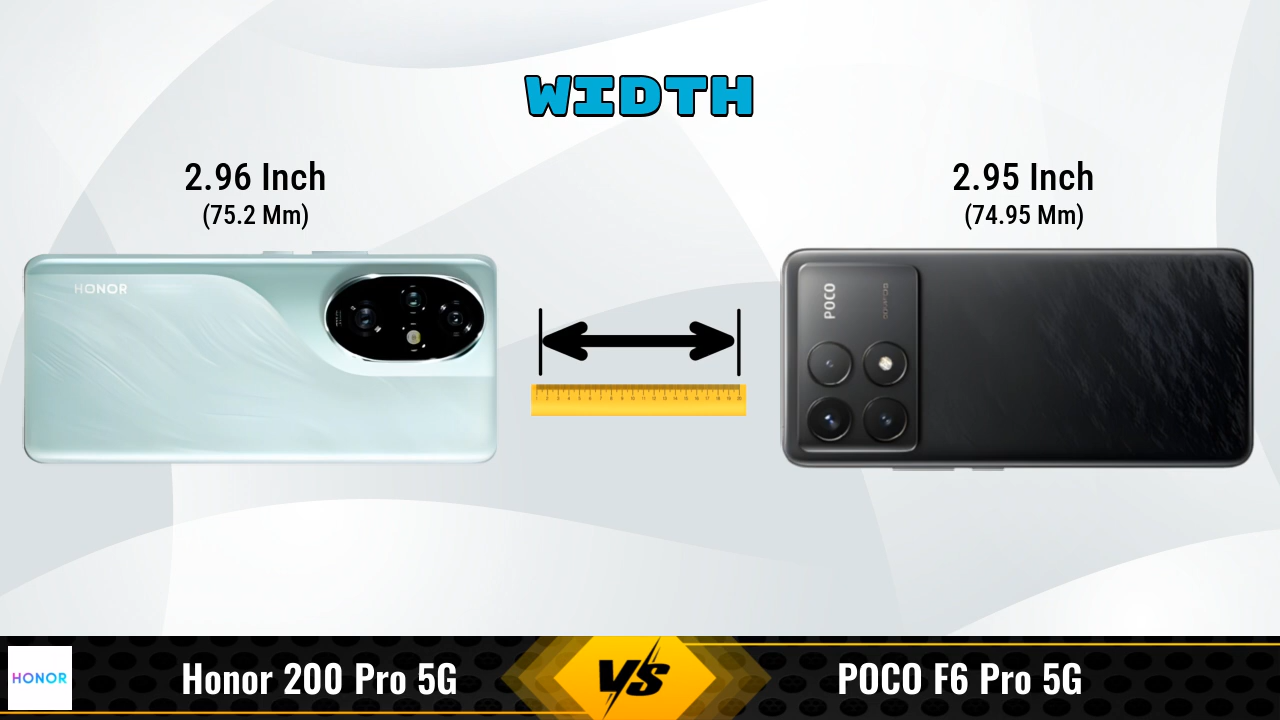 WIDTH
2.96 Inch
(75.2 Mm)
2.95 Inch
(74.95 Mm)
HONOR
POCO
Honor 200 Pro 5G
VS
POCO F6 Pro 5G
HONOR